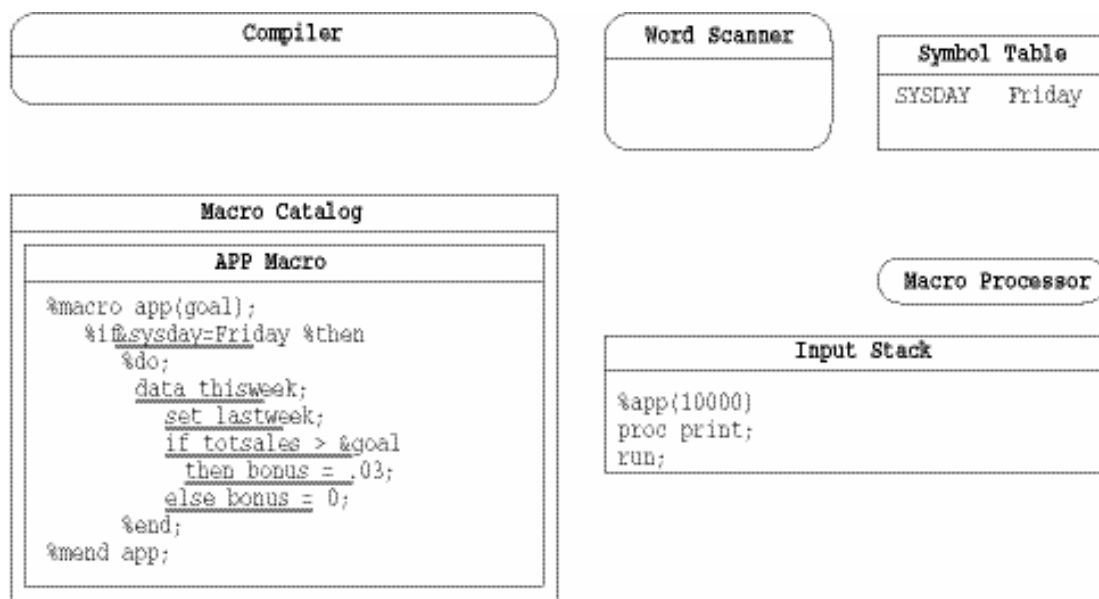 Compiler
Word Scanner
Symbol Table
SYSDAY Friday
Macro Catalog
APP Macro
%macro app(goal);
%if&sysday=Friday %then
%do;
data thisweek;
set lastweek;
if totsales > &goal
then bonus = .03;
else bonus = 0;
%end;
%mend app;
Macro Processor
Input Stack
%app(10000)
proc print;
run;